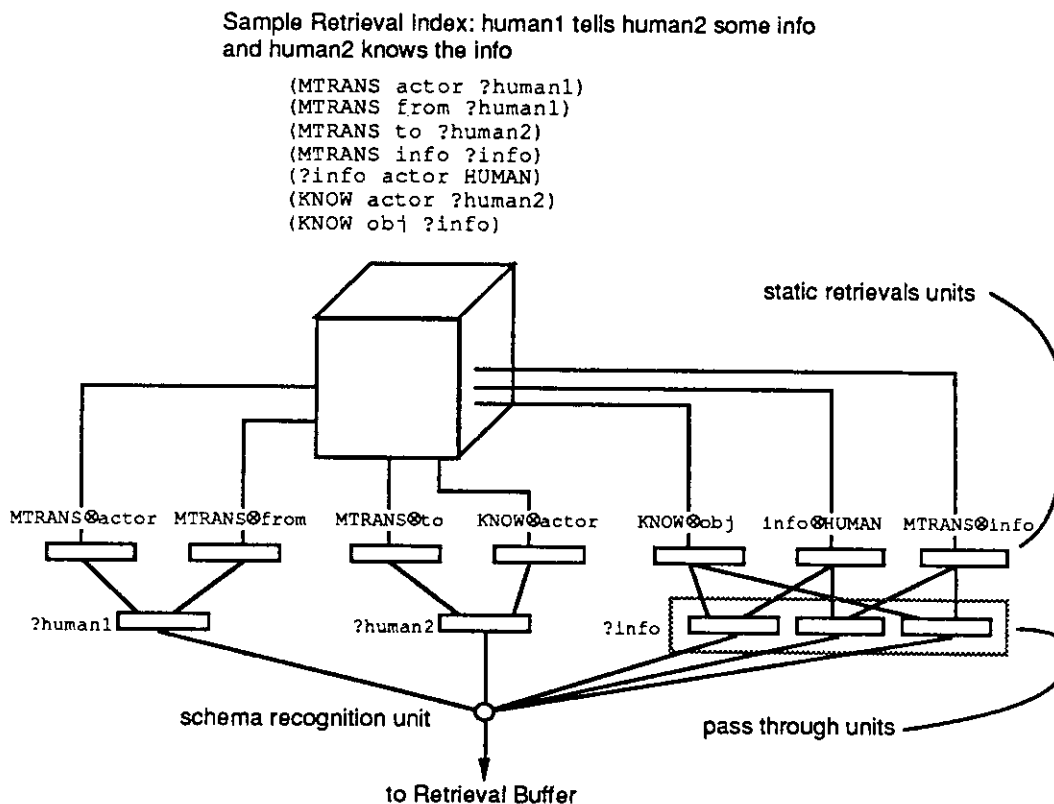 Sample Retrieval Index: human1 tells human2 some info
and human2 knows the info
(MTRANS actor ?human1)
(MTRANS from ?human1)
(MTRANS to ?human2)
(MTRANS info ?info)
(?info actor HUMAN)
(KNOW actor ?human2)
(KNOW obj ?info)
static retrievals units
MTRANS⊗actor MTRANS⊗from MTRANS⊗to KNOW⊗actor KNOW⊗obj info⊗HUMAN MTRANS⊗info
?human1 ?human2 ?info
schema recognition unit
pass through units
to Retrieval Buffer